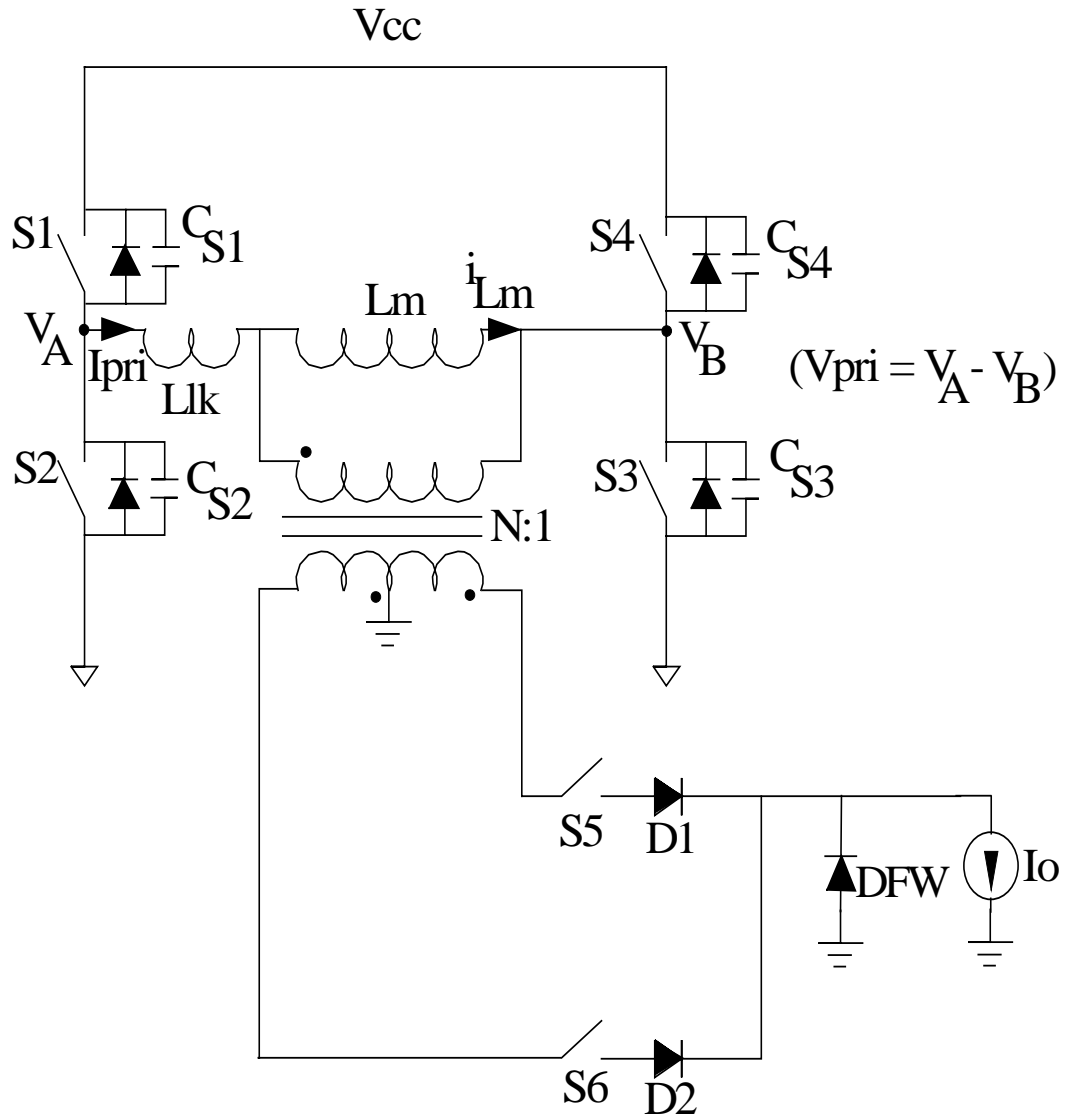 Vcc
S1
CS1
S4
CS4
iLm
Lm
VA
Ipri
Llk
VB
(Vpri = VA - VB)
S2
CS2
S3
CS3
N:1
S5
D1
DFW
Io
S6
D2